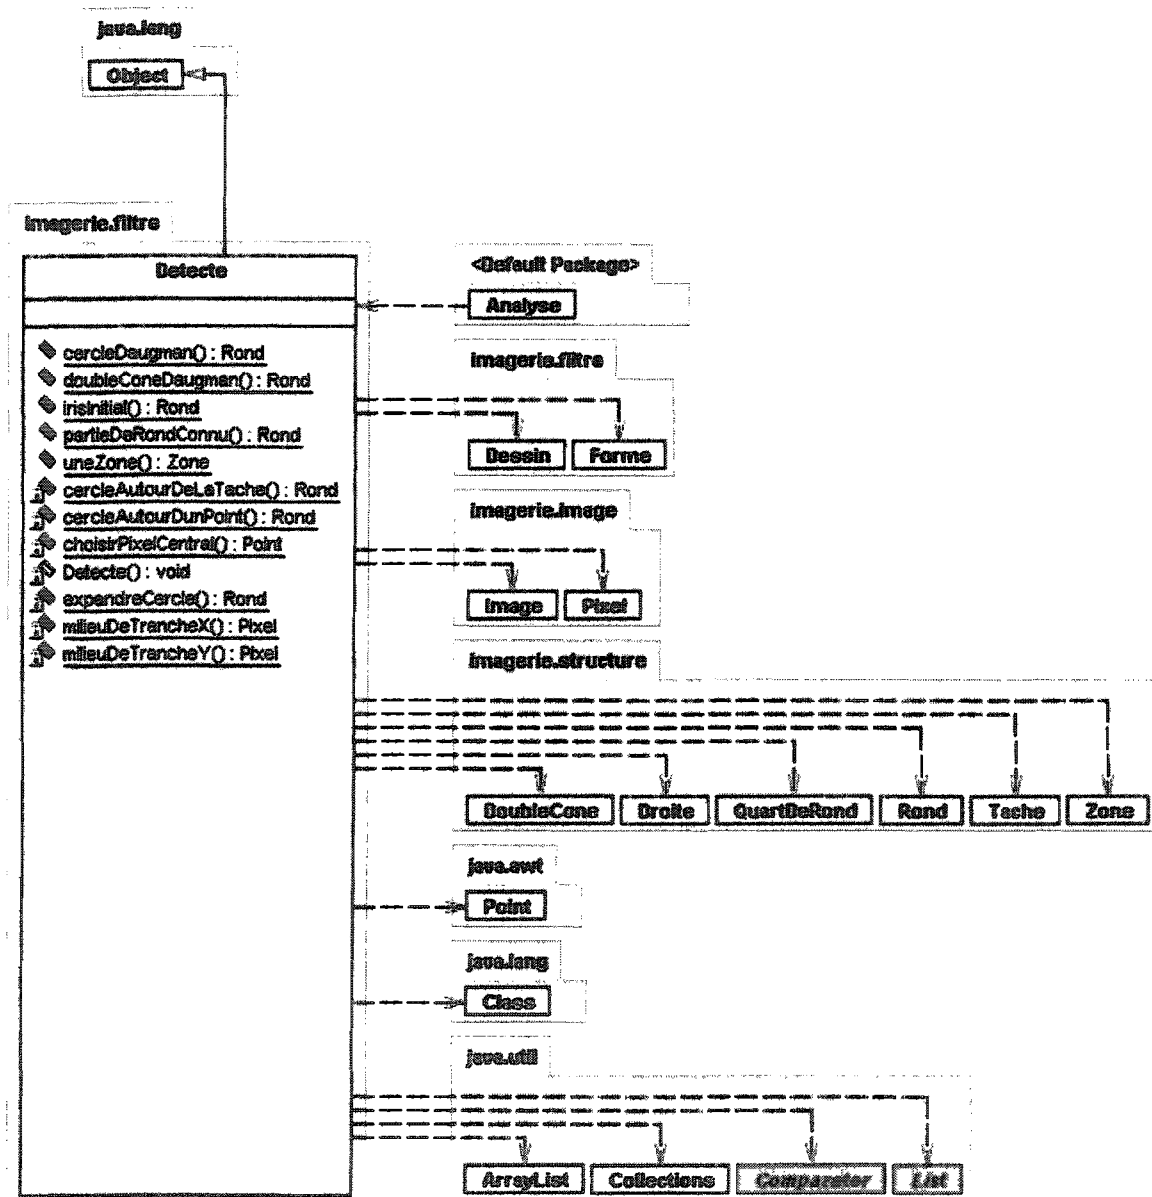 java.lang
Object
imagerie.filtre
Detecte
cercleDaugman() : Rond
doubleConeDaugman() : Rond
irisInitial() : Rond
partieDeRondConnu() : Rond
uneZone() : Zone
cercleAutourDeLaTache() : Rond
cercleAutourDunPoint() : Rond
choisirPixelCentral() : Point
Detecte() : void
expendreCercle() : Rond
milieuDeTrancheX() : Pixel
milieuDeTrancheY() : Pixel
<Default Package>
Analyse
imagerie.filtre
Dessin Forme
imagerie.image
Image Pixel
imagerie.structure
DoubleCone Droite QuartDeRond Rond Tache Zone
java.awt
Point
java.lang
Class
java.util
ArrayList Collections Comparator List